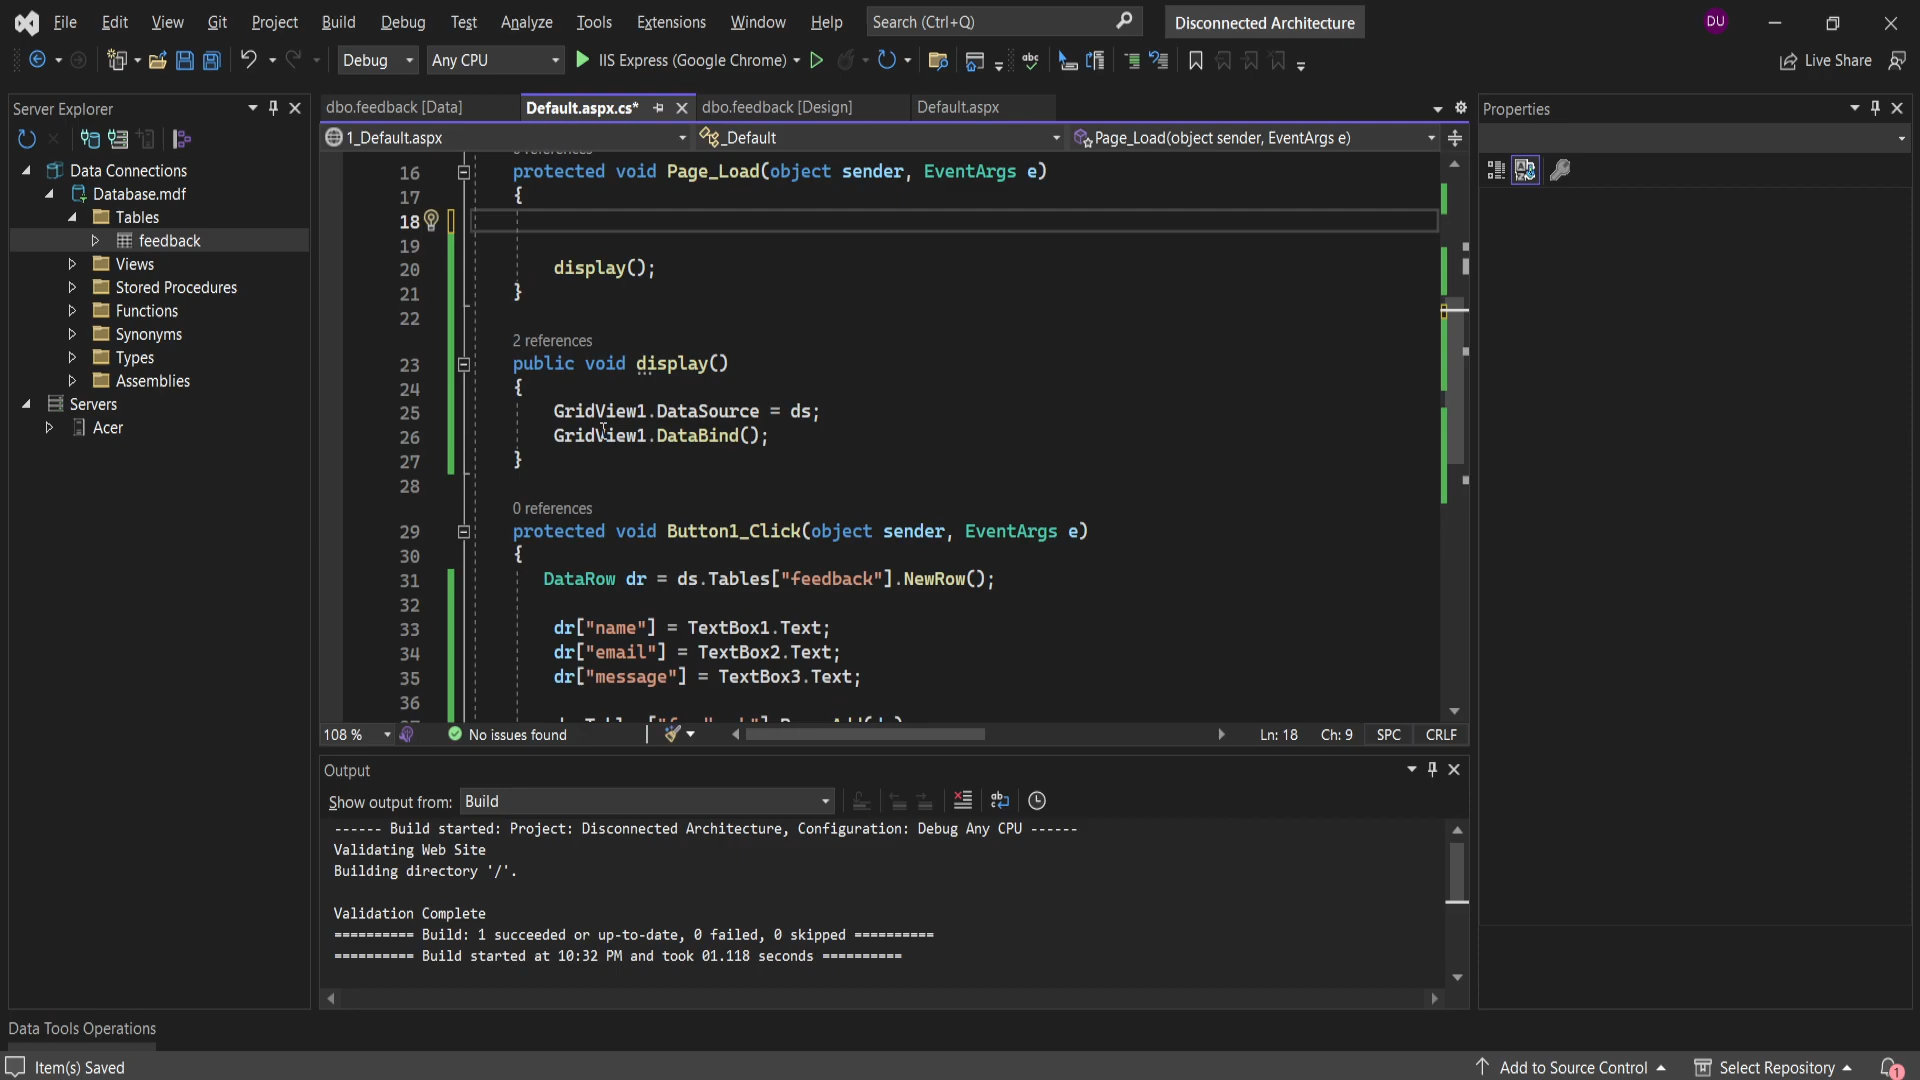 File Edit View Git Project Build Debug Test Analyze Tools Extensions Window Help Search (Ctrl+Q) Disconnected Architecture DU
Debug Any CPU IIS Express (Google Chrome) Live Share
Server Explorer
Data Connections
Database.mdf
Tables
feedback
Views
Stored Procedures
Functions
Synonyms
Types
Assemblies
Servers
Acer
dbo.feedback [Data] Default.aspx.cs* dbo.feedback [Design] Default.aspx
1_Default.aspx _Default Page_Load(object sender, EventArgs e)
16 protected void Page_Load(object sender, EventArgs e)
17 {
18
19
20 display();
21 }
22
2 references
23 public void display()
24 {
25 GridView1.DataSource = ds;
26 GridView1.DataBind();
27 }
28
0 references
29 protected void Button1_Click(object sender, EventArgs e)
30 {
31 DataRow dr = ds.Tables["feedback"].NewRow();
32
33 dr["name"] = TextBox1.Text;
34 dr["email"] = TextBox2.Text;
35 dr["message"] = TextBox3.Text;
36
108 % No issues found Ln: 18 Ch: 9 SPC CRLF
Output
Show output from: Build
------ Build started: Project: Disconnected Architecture, Configuration: Debug Any CPU ------
Validating Web Site
Building directory '/'.
Validation Complete
========== Build: 1 succeeded or up-to-date, 0 failed, 0 skipped ==========
========== Build started at 10:32 PM and took 01.118 seconds ==========
Properties
Data Tools Operations
Item(s) Saved Add to Source Control Select Repository 1